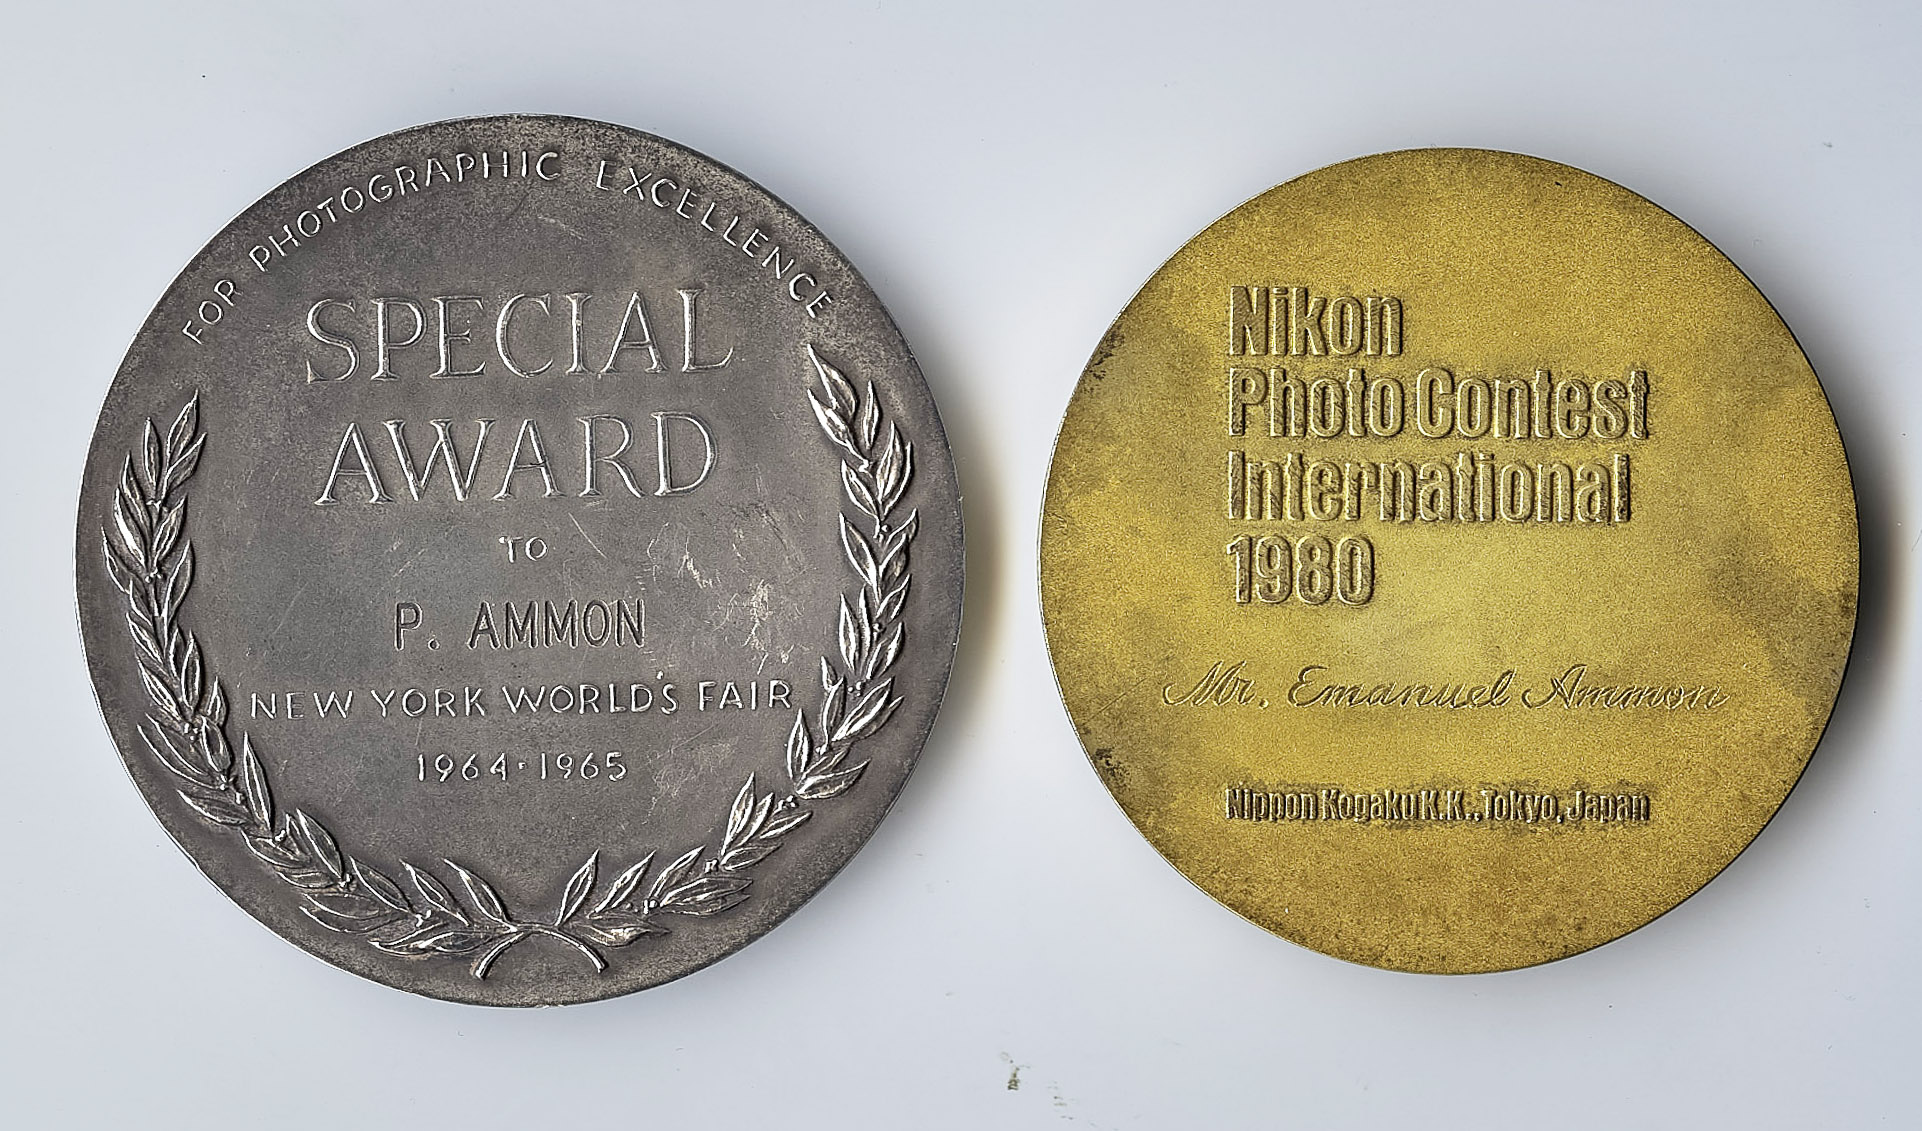 FOR PHOTOGRAPHIC EXCELLENCE
SPECIAL
AWARD
TO
P. AMMON
NEW YORK WORLD'S FAIR
1964·1965
Nikon
Photo Contest
International
1980
Mr. Emanuel Ammon
Nippon Kogaku K.K., Tokyo, Japan